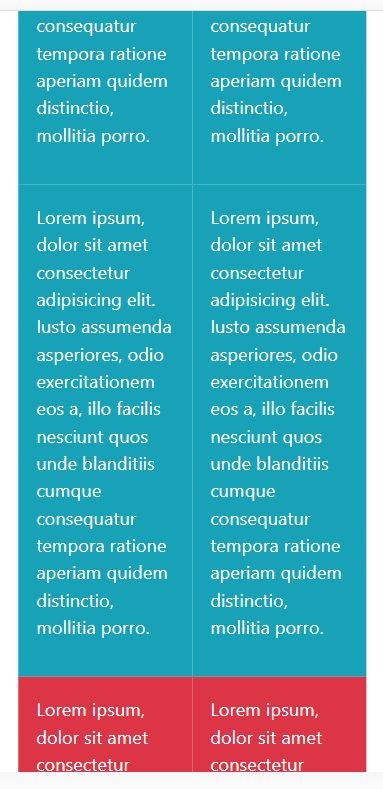 consequatur
tempora ratione
aperiam quidem
distinctio,
mollitia porro.
consequatur
tempora ratione
aperiam quidem
distinctio,
mollitia porro.
Lorem ipsum,
dolor sit amet
consectetur
adipisicing elit.
Iusto assumenda
asperiores, odio
exercitationem
eos a, illo facilis
nesciunt quos
unde blanditiis
cumque
consequatur
tempora ratione
aperiam quidem
distinctio,
mollitia porro.
Lorem ipsum,
dolor sit amet
consectetur
adipisicing elit.
Iusto assumenda
asperiores, odio
exercitationem
eos a, illo facilis
nesciunt quos
unde blanditiis
cumque
consequatur
tempora ratione
aperiam quidem
distinctio,
mollitia porro.
Lorem ipsum,
dolor sit amet
consectetur
Lorem ipsum,
dolor sit amet
consectetur